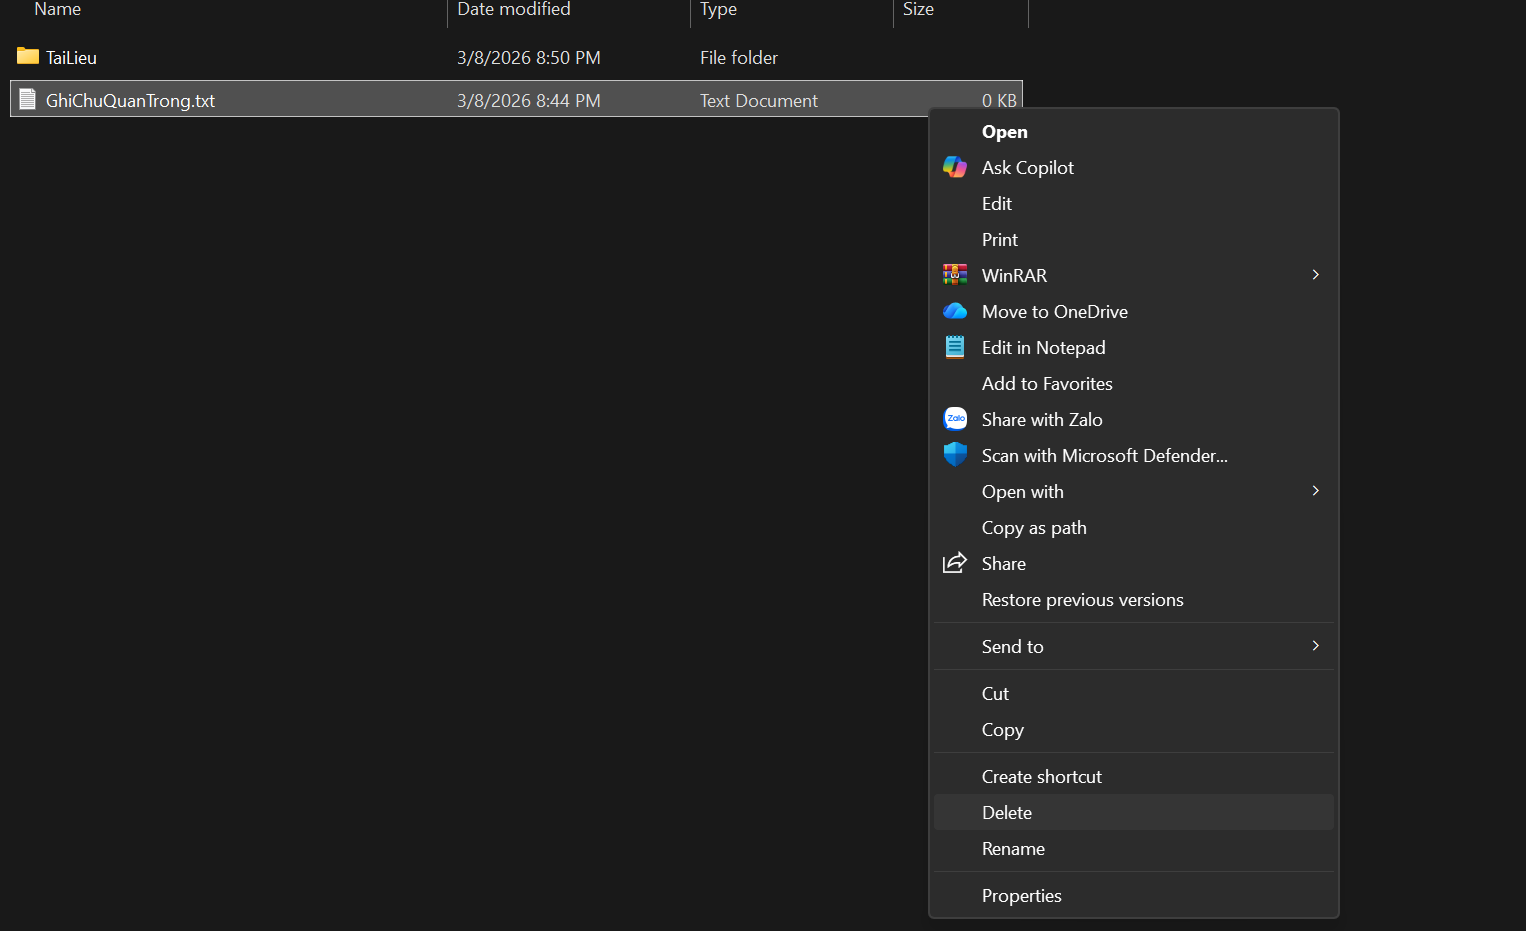 Name Date modified Type Size
TaiLieu 3/8/2026 8:50 PM File folder
GhiChuQuanTrong.txt 3/8/2026 8:44 PM Text Document 0 KB
Open
Ask Copilot
Edit
Print
WinRAR
Move to OneDrive
Edit in Notepad
Add to Favorites
Zalo Share with Zalo
Scan with Microsoft Defender...
Open with
Copy as path
Share
Restore previous versions
Send to
Cut
Copy
Create shortcut
Delete
Rename
Properties